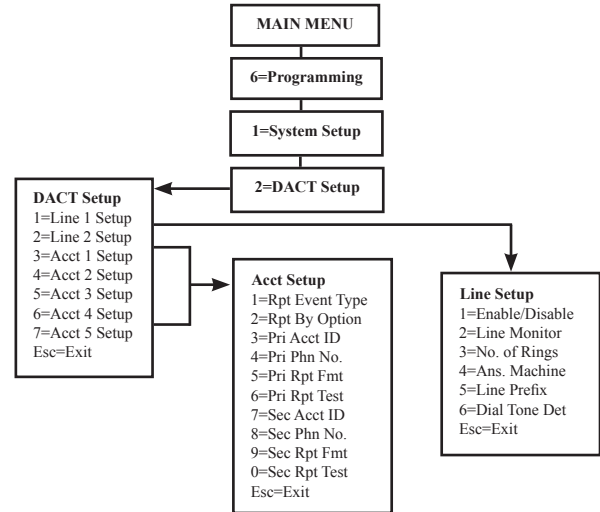 MAIN MENU
6=Programming
1=System Setup
2=DACT Setup
DACT Setup
1=Line 1 Setup
2=Line 2 Setup
3=Acct 1 Setup
4=Acct 2 Setup
5=Acct 3 Setup
6=Acct 4 Setup
7=Acct 5 Setup
Esc=Exit
Acct Setup
1=Rpt Event Type
2=Rpt By Option
3=Pri Acct ID
4=Pri Phn No.
5=Pri Rpt Fmt
6=Pri Rpt Test
7=Sec Acct ID
8=Sec Phn No.
9=Sec Rpt Fmt
0=Sec Rpt Test
Esc=Exit
Line Setup
1=Enable/Disable
2=Line Monitor
3=No. of Rings
4=Ans. Machine
5=Line Prefix
6=Dial Tone Det
Esc=Exit